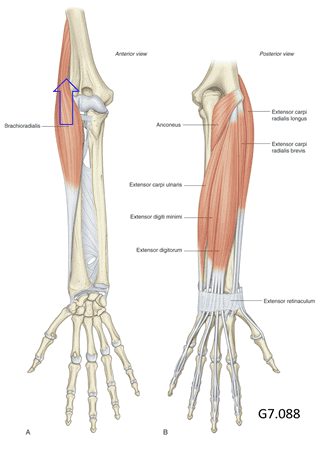 Anterior view
Posterior view
Brachioradialis
Anconeus
Extensor carpi
radialis longus
Extensor carpi
radialis brevis
Extensor carpi ulnaris
Extensor digiti minimi
Extensor digitorum
Extensor retinaculum
G7.088
A
B